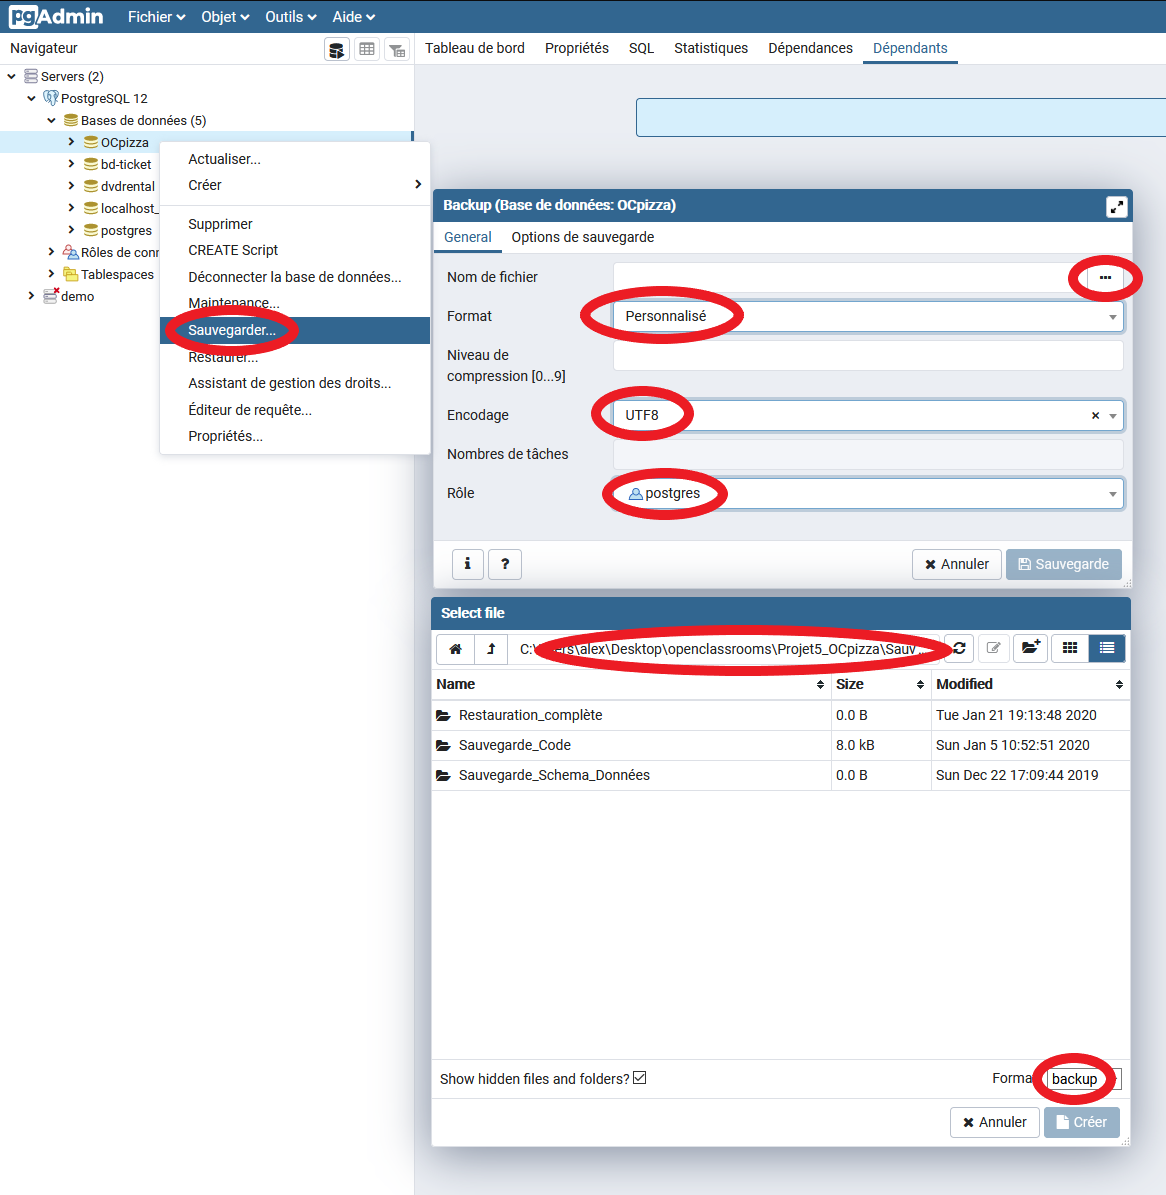 pgAdmin Fichier Objet Outils Aide
Navigateur
Tableau de bord Propriétés SQL Statistiques Dépendances Dépendants
Servers (2)
PostgreSQL 12
Bases de données (5)
OCpizza
bd-ticket
dvdrental
localhost_
postgres
Rôles de conn
Tablespaces
demo
Actualiser...
Créer
Supprimer
CREATE Script
Déconnecter la base de données...
Maintenance...
Sauvegarder...
Restaurer...
Assistant de gestion des droits...
Éditeur de requête...
Propriétés...
Backup (Base de données: OCpizza)
General Options de sauvegarde
Nom de fichier
Format Personnalisé
Niveau de
compression [0...9]
Encodage UTF8
Nombres de tâches
Rôle postgres
Annuler Sauvegarde
Select file
C:\ ers\alex\Desktop\openclassrooms\Projet5_OCpizza\Sauv...
Name Size Modified
Restauration_complète 0.0 B Tue Jan 21 19:13:48 2020
Sauvegarde_Code 8.0 kB Sun Jan 5 10:52:51 2020
Sauvegarde_Schema_Données 0.0 B Sun Dec 22 17:09:44 2019
Show hidden files and folders? Forma backup
Annuler Créer